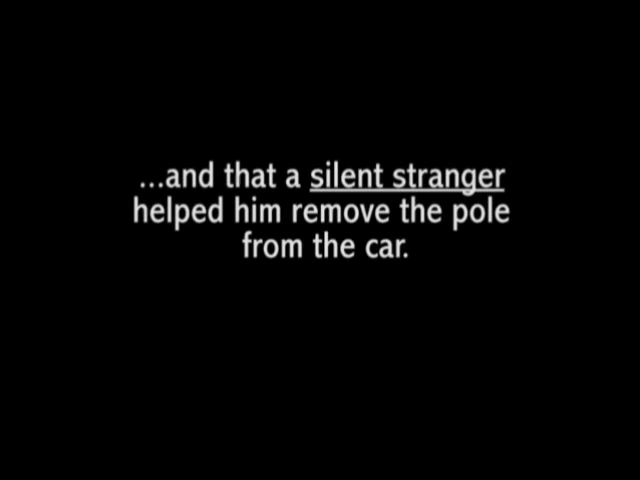 ...and that a silent stranger
helped him remove the pole
from the car.